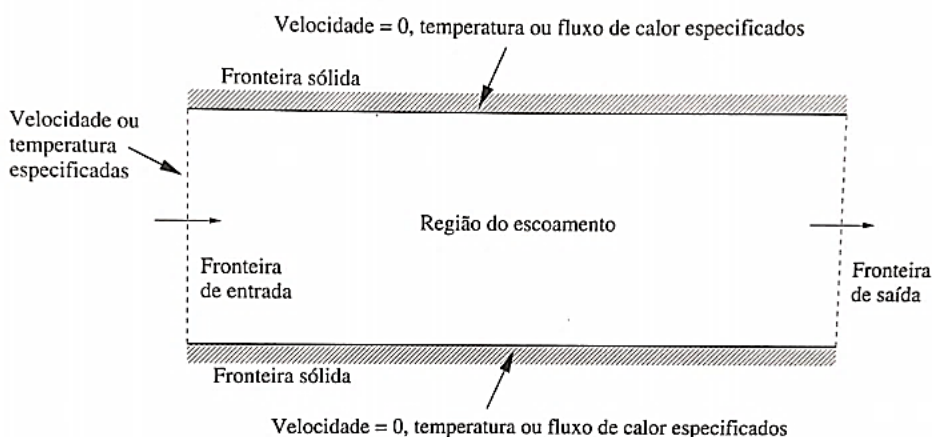 Velocidade = 0, temperatura ou fluxo de calor especificados
Fronteira sólida
Velocidade ou
temperatura
especificadas
Região do escoamento
Fronteira
de entrada
Fronteira
de saída
Fronteira sólida
Velocidade = 0, temperatura ou fluxo de calor especificados